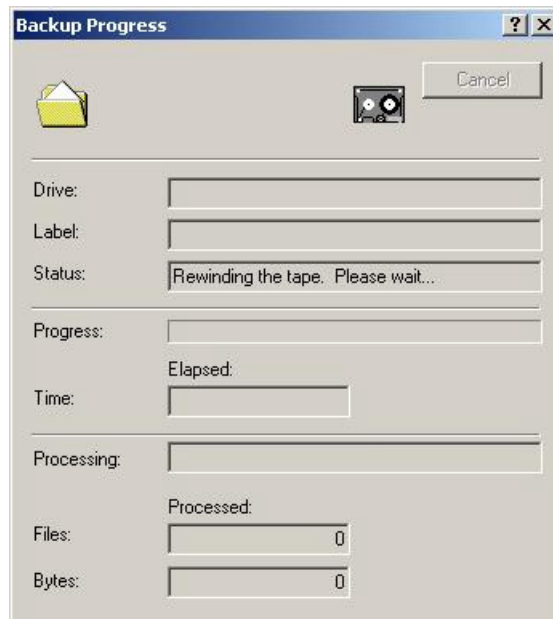 Backup Progress
Cancel
Drive:
Label:
Status: Rewinding the tape.  Please wait...
Progress:
Elapsed:
Time:
Processing:
Processed:
Files: 0
Bytes: 0